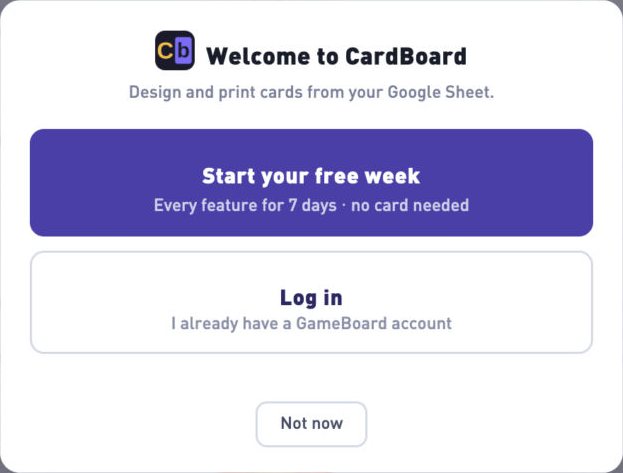 Cb Welcome to CardBoard
Design and print cards from your Google Sheet.
Start your free week
Every feature for 7 days · no card needed
Log in
I already have a GameBoard account
Not now